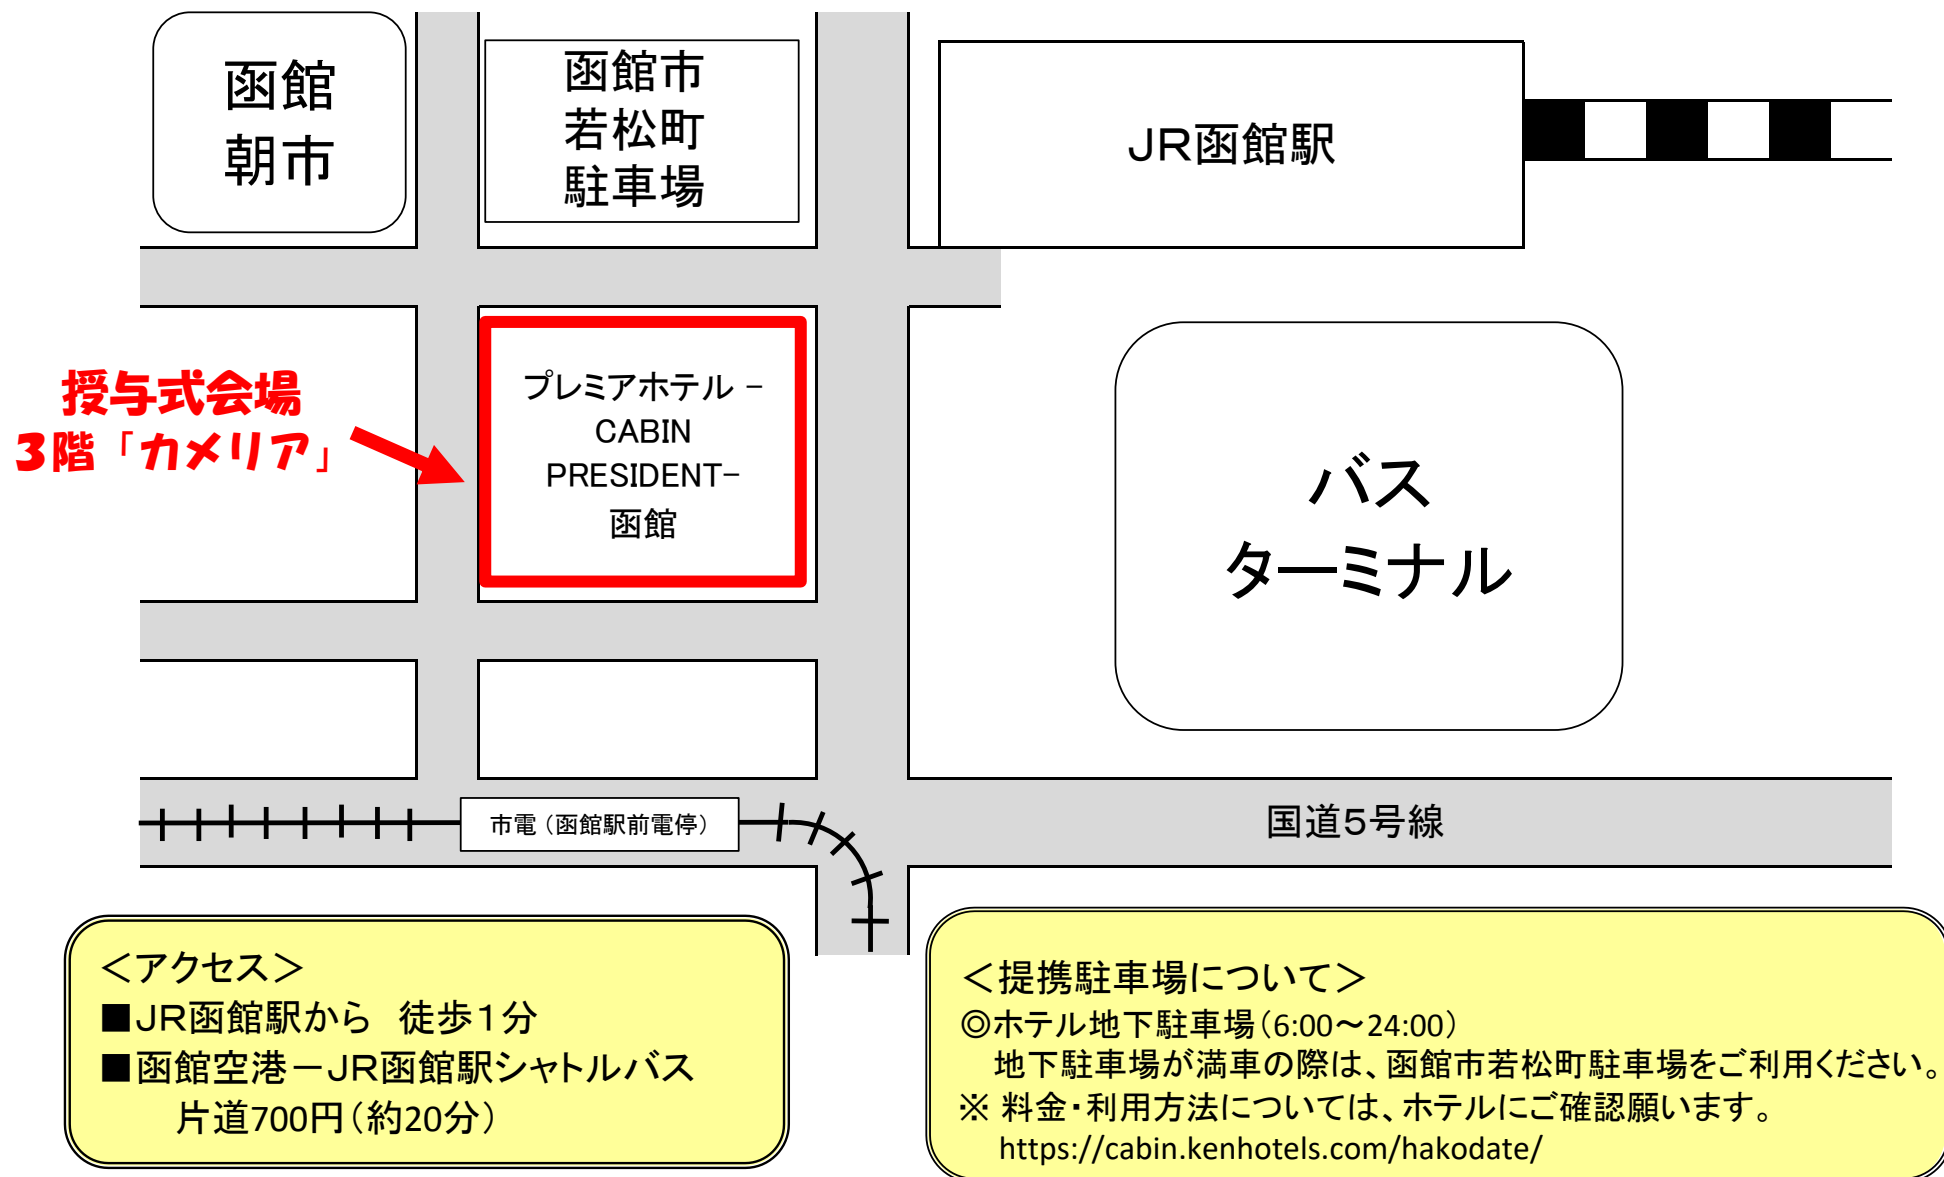 函館
朝市
函館市
若松町
駐車場
ＪＲ函館駅
授与式会場
３階「カメリア」
プレミアホテル －
CABIN
PRESIDENT－
函館
バス
ターミナル
市電（函館駅前電停）
国道５号線
＜アクセス＞
■ＪＲ函館駅から　徒歩１分
■函館空港－ＪＲ函館駅シャトルバス
片道700円（約20分）
＜提携駐車場について＞
◎ホテル地下駐車場（6:00～24:00）
地下駐車場が満車の際は、函館市若松町駐車場をご利用ください。
※ 料金・利用方法については、ホテルにご確認願います。
https://cabin.kenhotels.com/hakodate/